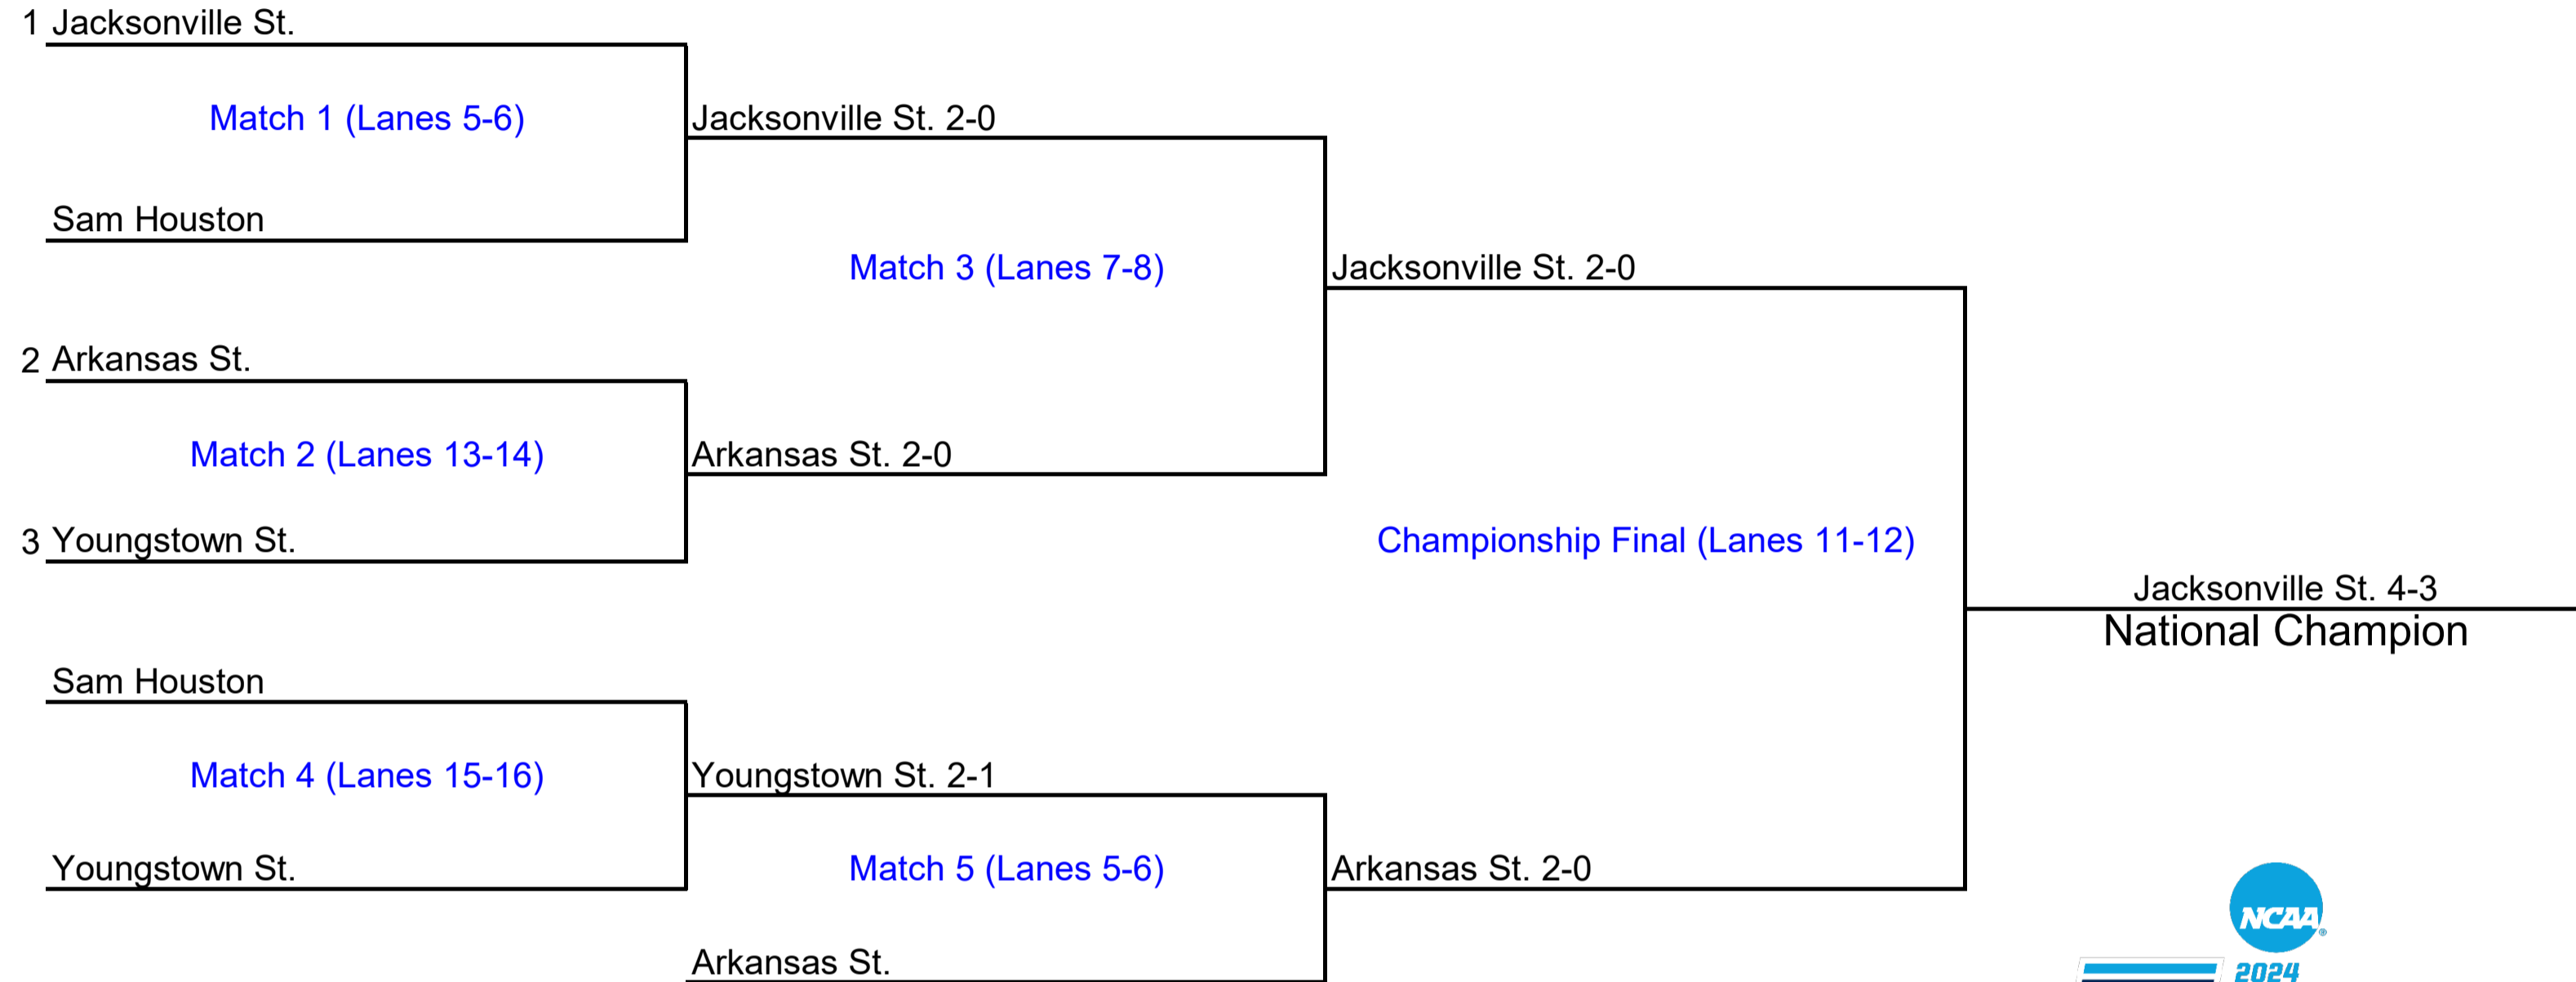 1 Jacksonville St.
Match 1 (Lanes 5-6)
Jacksonville St. 2-0
Sam Houston
Match 3 (Lanes 7-8)
Jacksonville St. 2-0
2 Arkansas St.
Match 2 (Lanes 13-14)
Arkansas St. 2-0
3 Youngstown St.
Championship Final (Lanes 11-12)
Jacksonville St. 4-3
National Champion
Sam Houston
Match 4 (Lanes 15-16)
Youngstown St. 2-1
Youngstown St.
Match 5 (Lanes 5-6)
Arkansas St. 2-0
Arkansas St.
NCAA®
2024